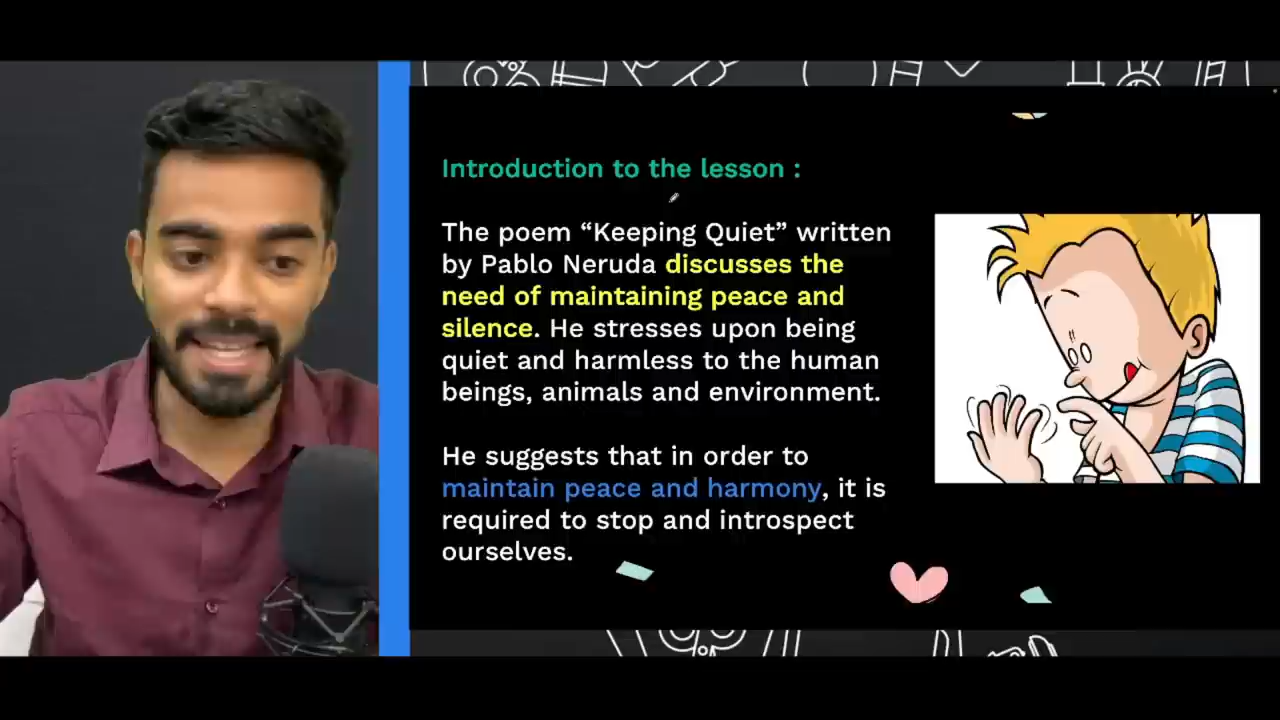 Introduction to the lesson :
The poem “Keeping Quiet” written
by Pablo Neruda discusses the
need of maintaining peace and
silence. He stresses upon being
quiet and harmless to the human
beings, animals and environment.
He suggests that in order to
maintain peace and harmony, it is
required to stop and introspect
ourselves.